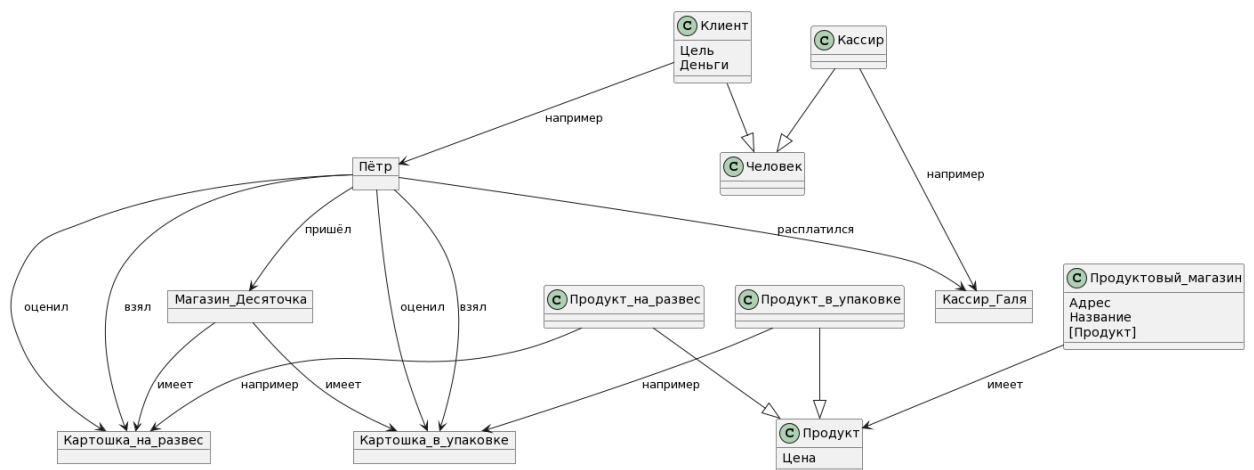 C Клиент
Цель
Деньги
C Кассир
например
Пётр
C Человек
например
пришёл
расплатился
C Продуктовый_магазин
Адрес
Название
[Продукт]
оценил
взял
Магазин_Десяточка
оценил
взял
C Продукт_на_развес
C Продукт_в_упаковке
Кассир_Галя
имеет
например
имеет
например
имеет
Картошка_на_развес
Картошка_в_упаковке
C Продукт
Цена